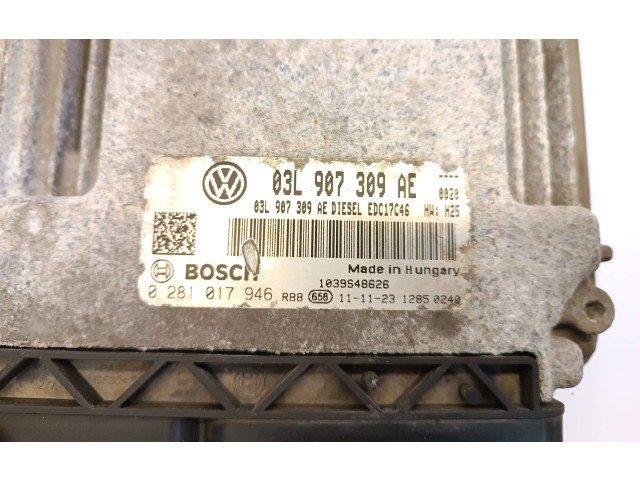 03L 907 309 AE
----
0020
03L 907 309 AE DIESEL EDC17C46 HW: H25
BOSCH
Made in Hungary
1039S48626
0 281 017 946 RB8 658 11-11-23 1285 0240